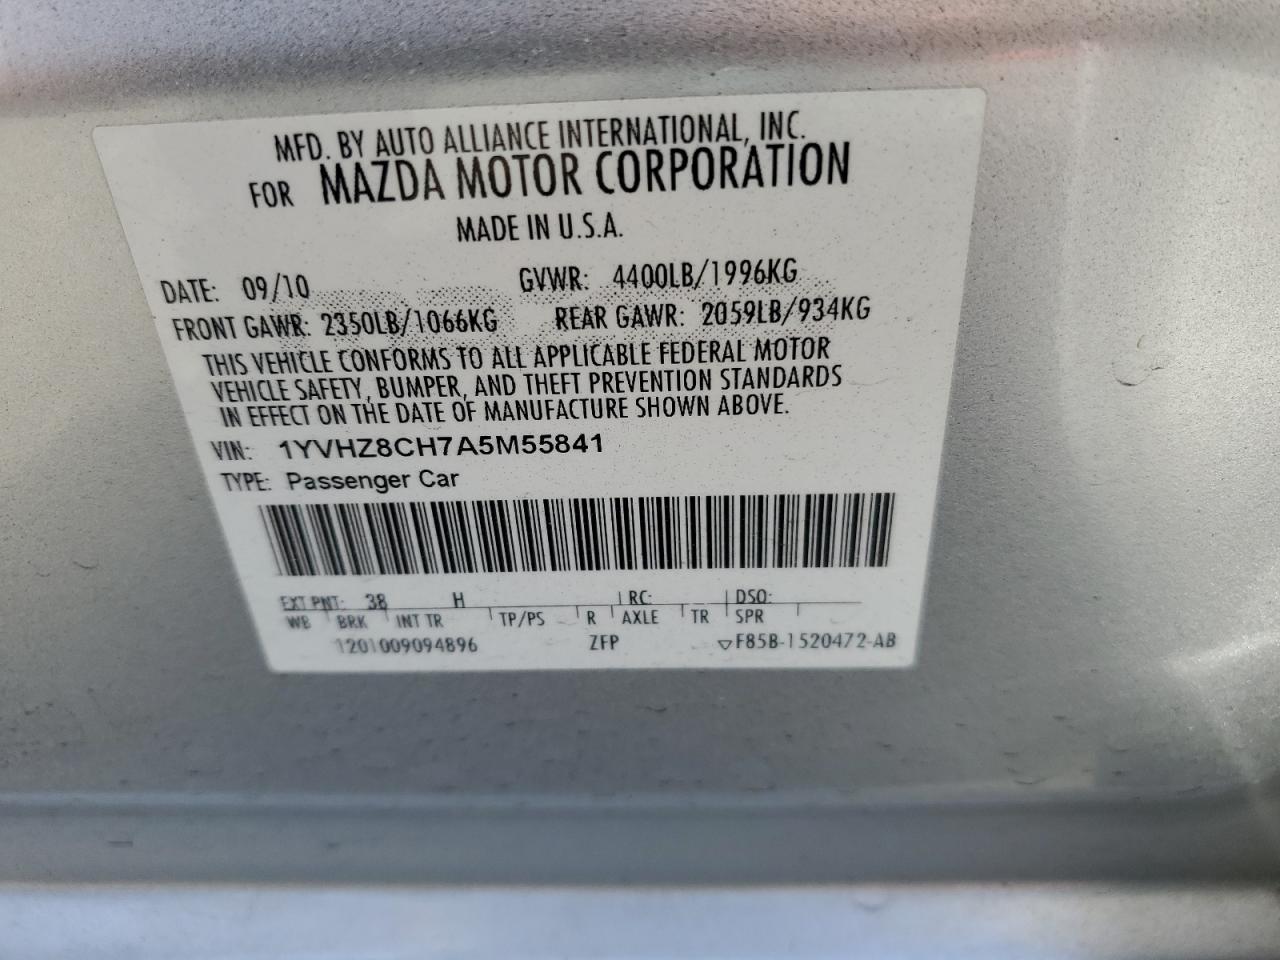 MFD. BY AUTO ALLIANCE INTERNATIONAL, INC.
FOR MAZDA MOTOR CORPORATION
MADE IN U.S.A.
DATE: 09/10 GVWR: 4400LB/1996KG
FRONT GAWR: 2350LB/1066KG REAR GAWR: 2059LB/934KG
THIS VEHICLE CONFORMS TO ALL APPLICABLE FEDERAL MOTOR
VEHICLE SAFETY, BUMPER, AND THEFT PREVENTION STANDARDS
IN EFFECT ON THE DATE OF MANUFACTURE SHOWN ABOVE.
VIN: 1YVHZ8CH7A5M55841
TYPE: Passenger Car
EXT PNT: 38 H RC: DSO:
WB BRK INT TR TP/PS R AXLE TR SPR
1201009094896 ZFP ▽F85B-1520472-AB